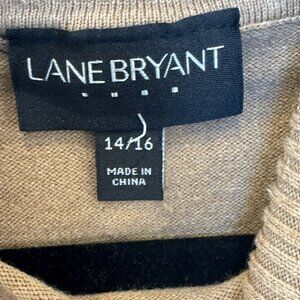 LANE BRYANT
14/16
MADE IN
CHINA